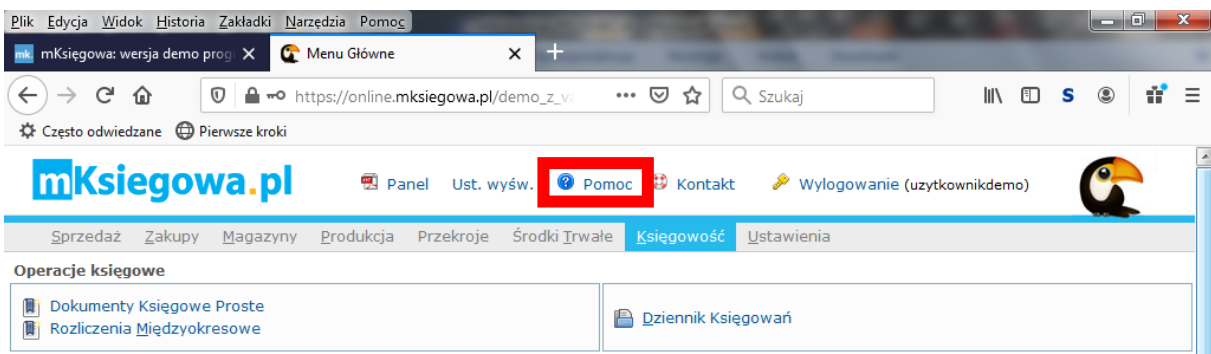 Plik Edycja Widok Historia Zakładki Narzędzia Pomoc
mk mKsięgowa: wersja demo prog Menu Główne
https://online.mksiegowa.pl/demo_z_va Szukaj S
Często odwiedzane Pierwsze kroki
mKsiegowa.pl Panel Ust. wyśw. Pomoc Kontakt Wylogowanie (uzytkownikdemo)
Sprzedaż Zakupy Magazyny Produkcja Przekroje Środki Trwałe Księgowość Ustawienia
Operacje księgowe
Dokumenty Księgowe Proste
Rozliczenia Międzyokresowe
Dziennik Księgowań